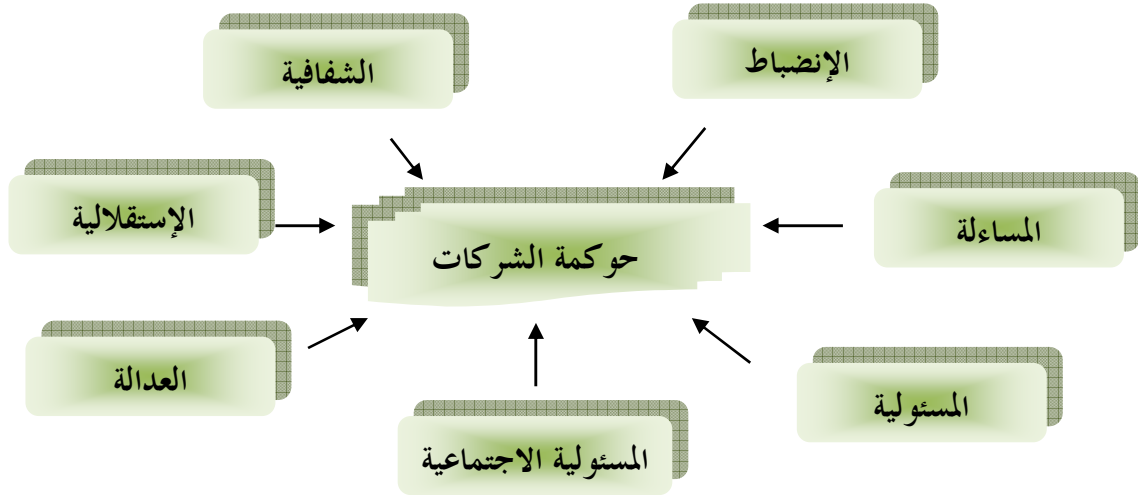 الإنضباط
الشفافية
المساءلة
الإستقلالية
حوكمة الشركات
المسئولية
العدالة
المسئولية الاجتماعية